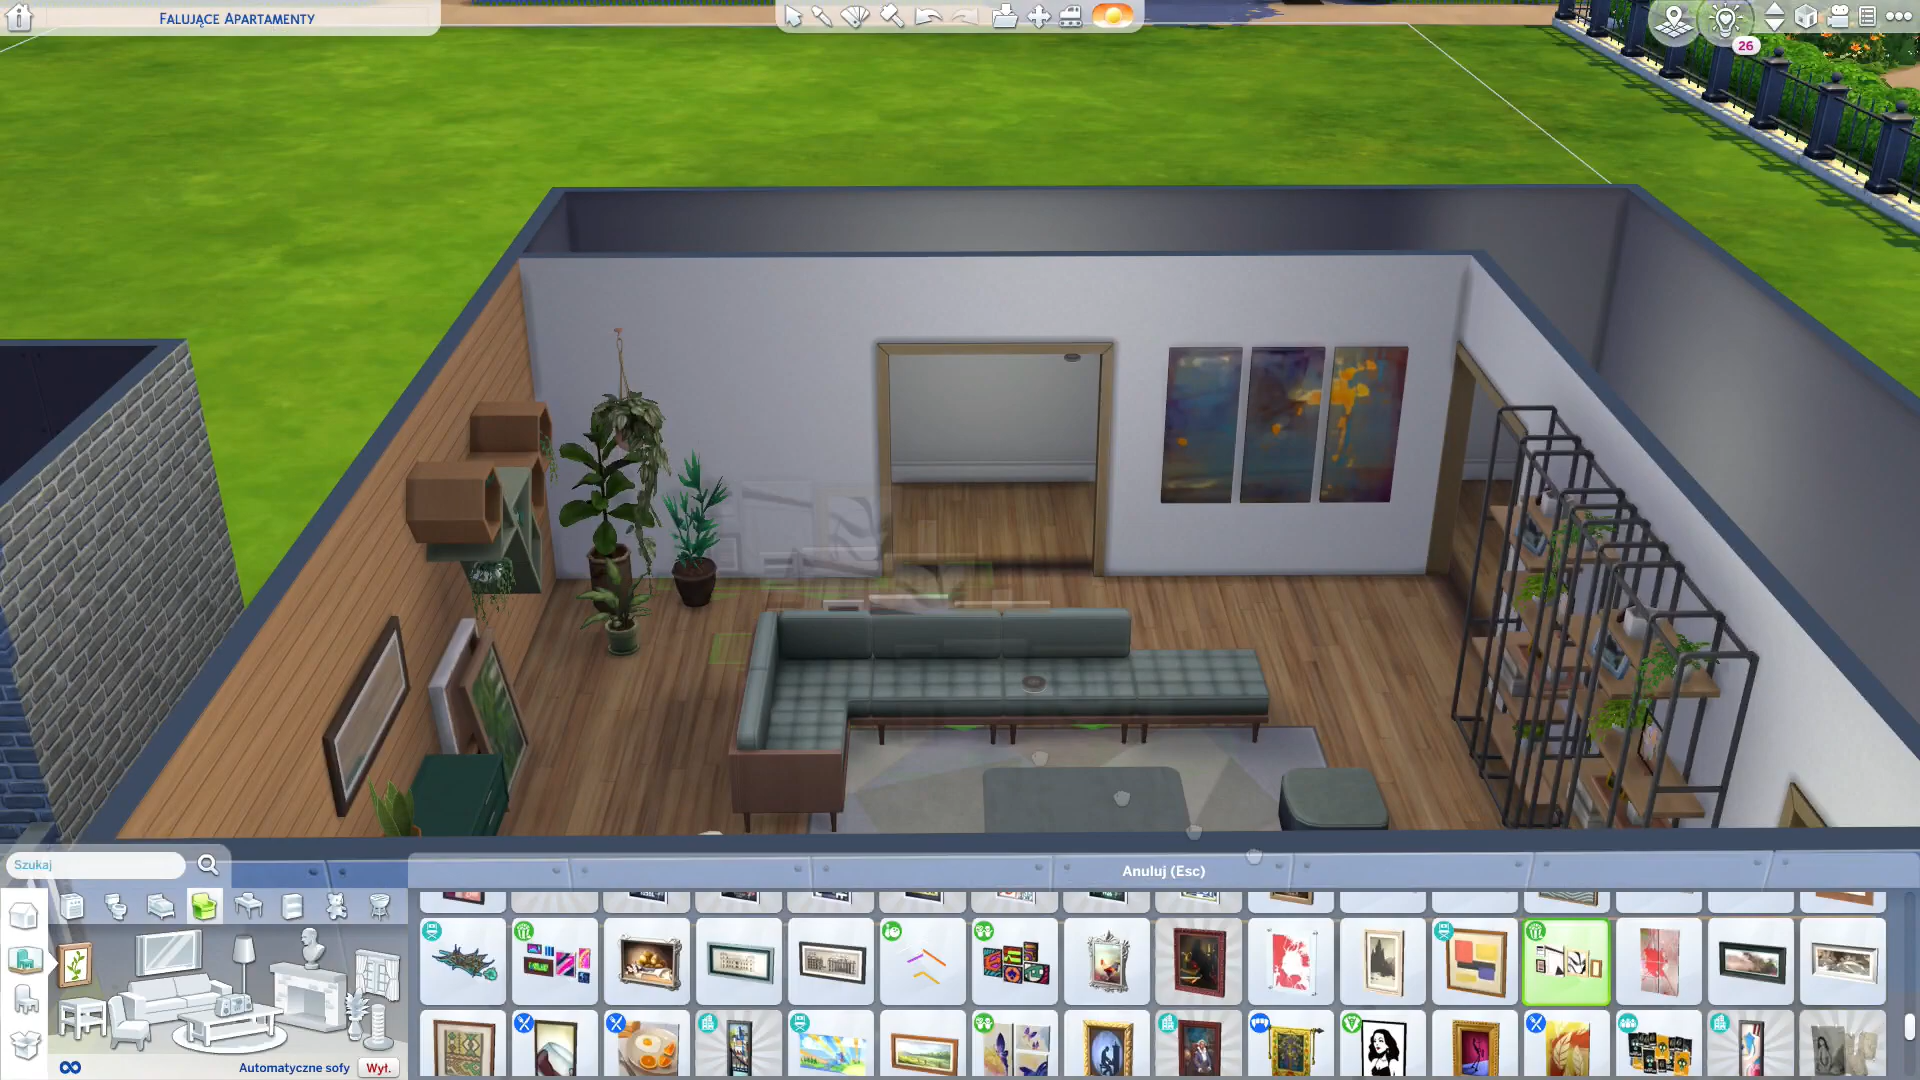 Falujące Apartamenty
26
Szukaj
Anuluj (Esc)
Automatyczne sofy
Wył.